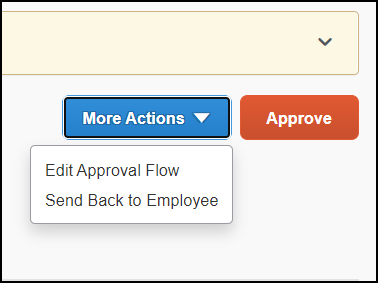 More Actions
Approve
Edit Approval Flow
Send Back to Employee